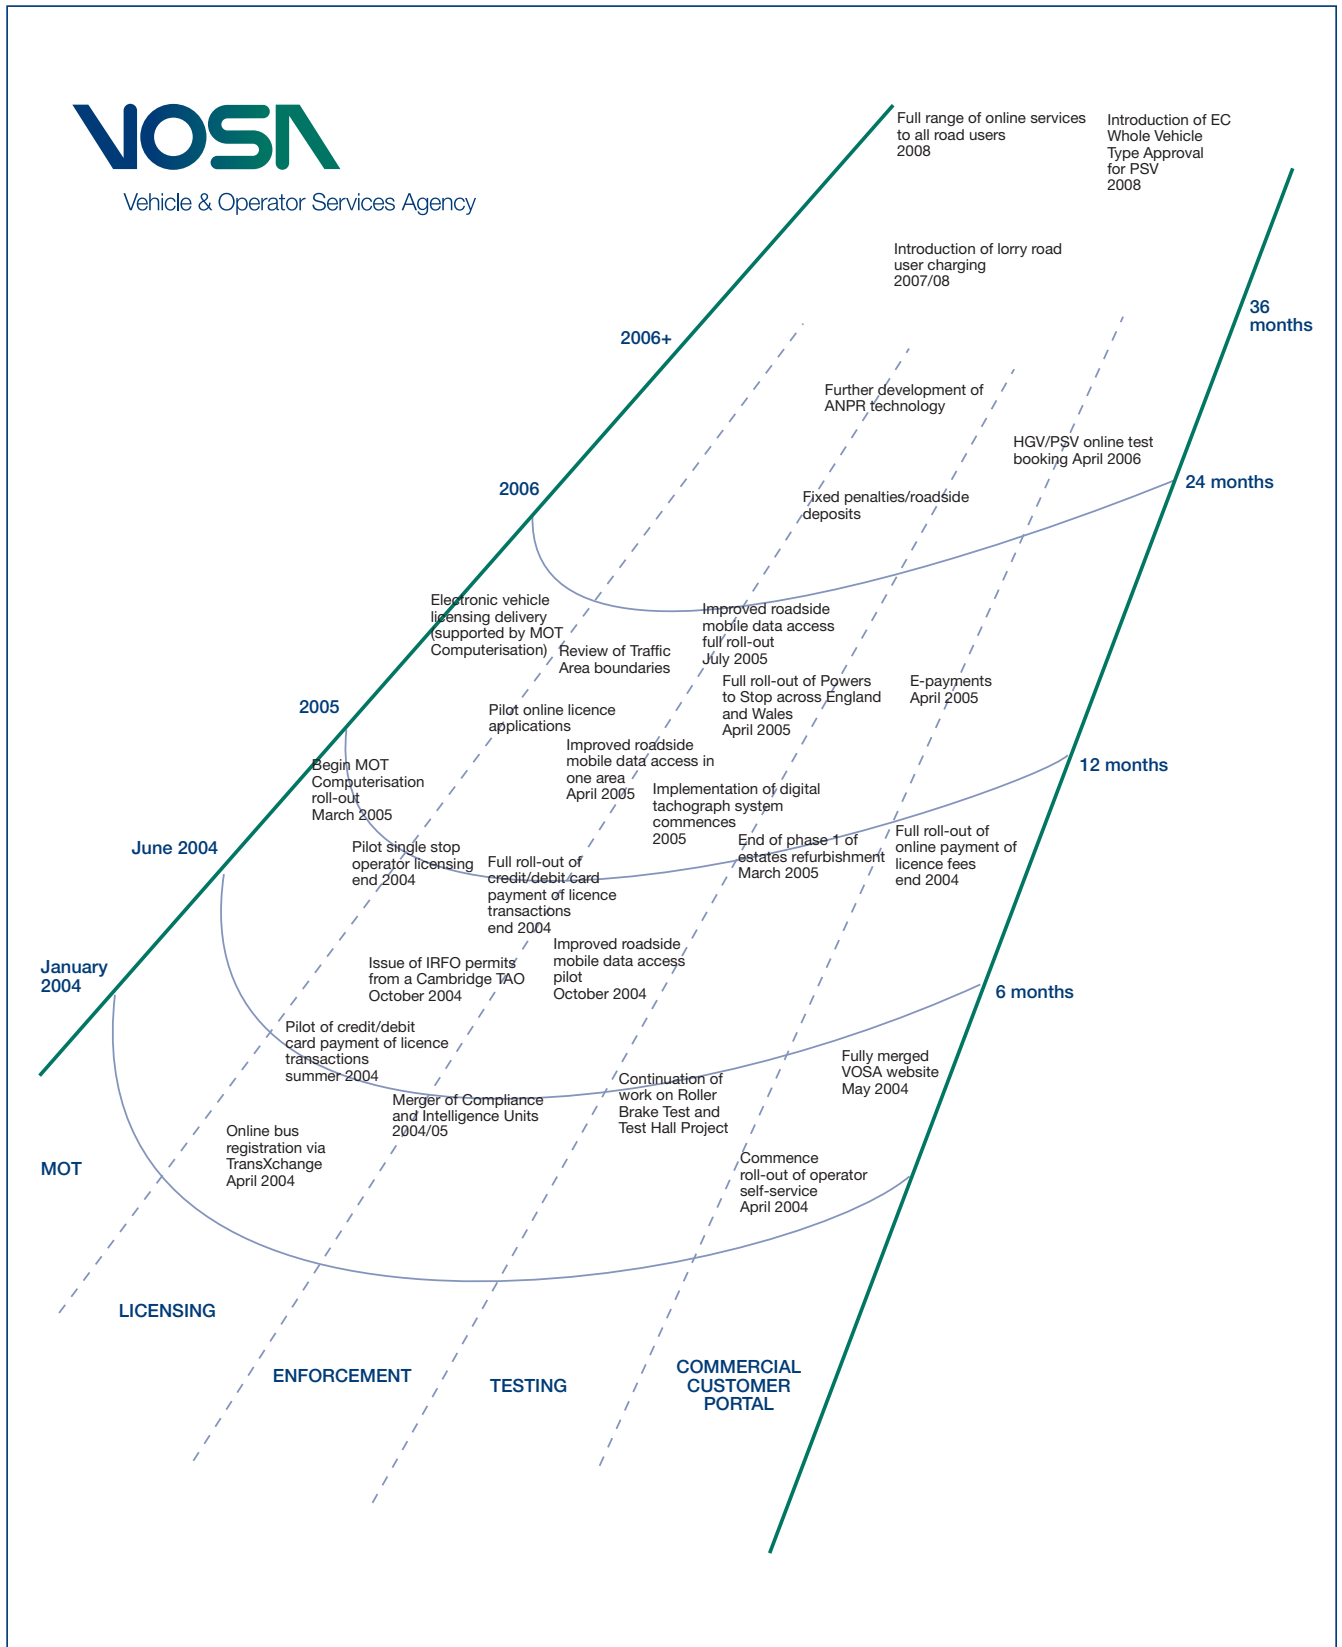 VOSA
Vehicle & Operator Services Agency
Full range of online services
to all road users
2008
Introduction of EC
Whole Vehicle
Type Approval
for PSV
2008
Introduction of lorry road
user charging
2007/08
36
months
2006+
Further development of
ANPR technology
HGV/PSV online test
booking April 2006
2006
24 months
Fixed penalties/roadside
deposits
Electronic vehicle
licensing delivery
(supported by MOT
Computerisation)
Review of Traffic
Area boundaries
Improved roadside
mobile data access
full roll-out
July 2005
Full roll-out of Powers
to Stop across England
and Wales
April 2005
E-payments
April 2005
2005
Pilot online licence
applications
Improved roadside
mobile data access in
one area
April 2005
12 months
Begin MOT
Computerisation
roll-out
March 2005
Implementation of digital
tachograph system
commences
2005
End of phase 1 of
estates refurbishment
March 2005
Full roll-out of
online payment of
licence fees
end 2004
June 2004
Pilot single stop
operator licensing
end 2004
Full roll-out of
credit/debit card
payment of licence
transactions
end 2004
Improved roadside
mobile data access
pilot
October 2004
Issue of IRFO permits
from a Cambridge TAO
October 2004
January
2004
6 months
Pilot of credit/debit
card payment of licence
transactions
summer 2004
Fully merged
VOSA website
May 2004
Continuation of
work on Roller
Brake Test and
Test Hall Project
Merger of Compliance
and Intelligence Units
2004/05
Online bus
registration via
TransXchange
April 2004
Commence
roll-out of operator
self-service
April 2004
MOT
LICENSING
ENFORCEMENT
TESTING
COMMERCIAL
CUSTOMER
PORTAL